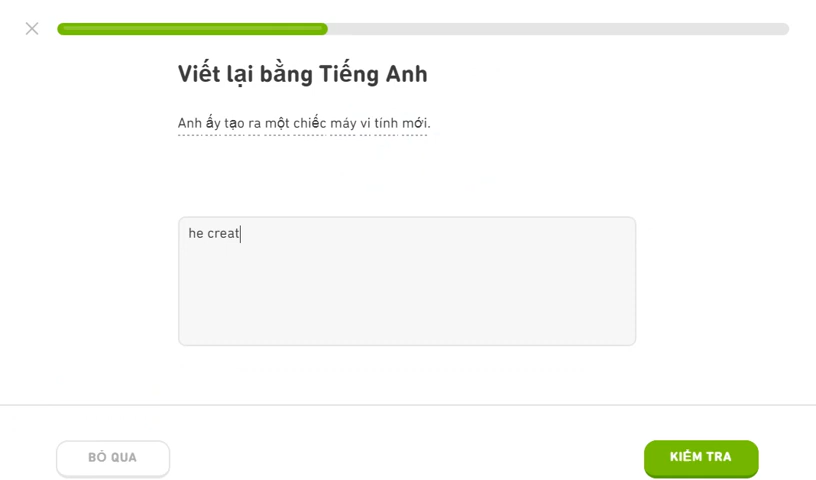 Viết lại bằng Tiếng Anh
Anh ấy tạo ra một chiếc máy vi tính mới.
he creat
BỎ QUA
KIỂM TRA